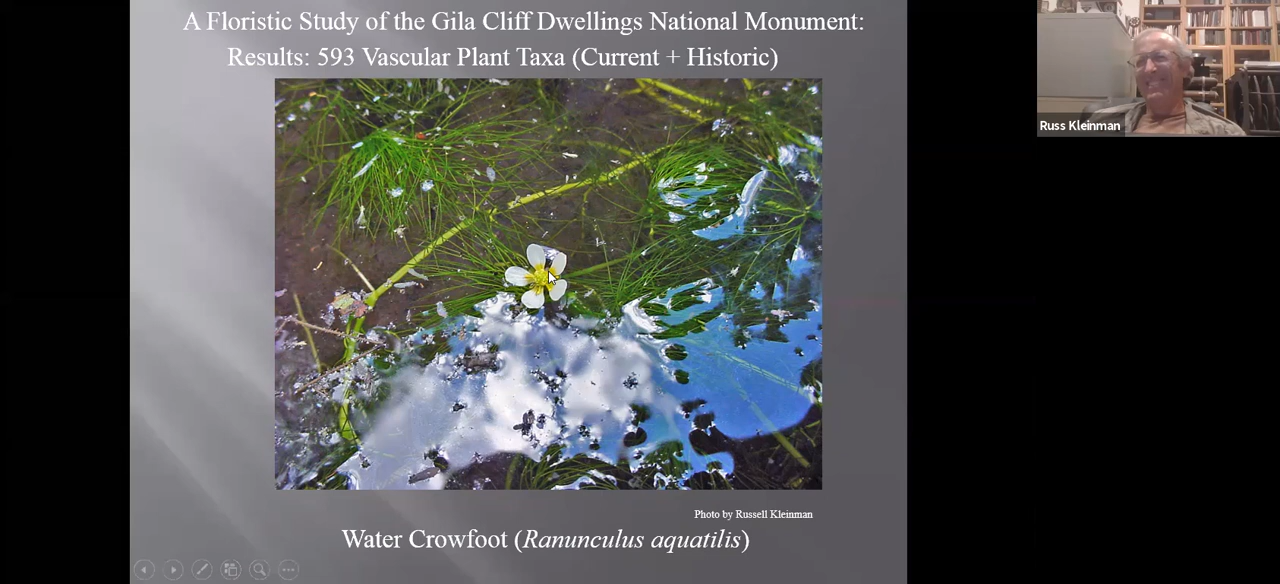 A Floristic Study of the Gila Cliff Dwellings National Monument:
Results: 593 Vascular Plant Taxa (Current + Historic)
Russ Kleinman
Photo by Russell Kleinman
Water Crowfoot (Ranunculus aquatilis)